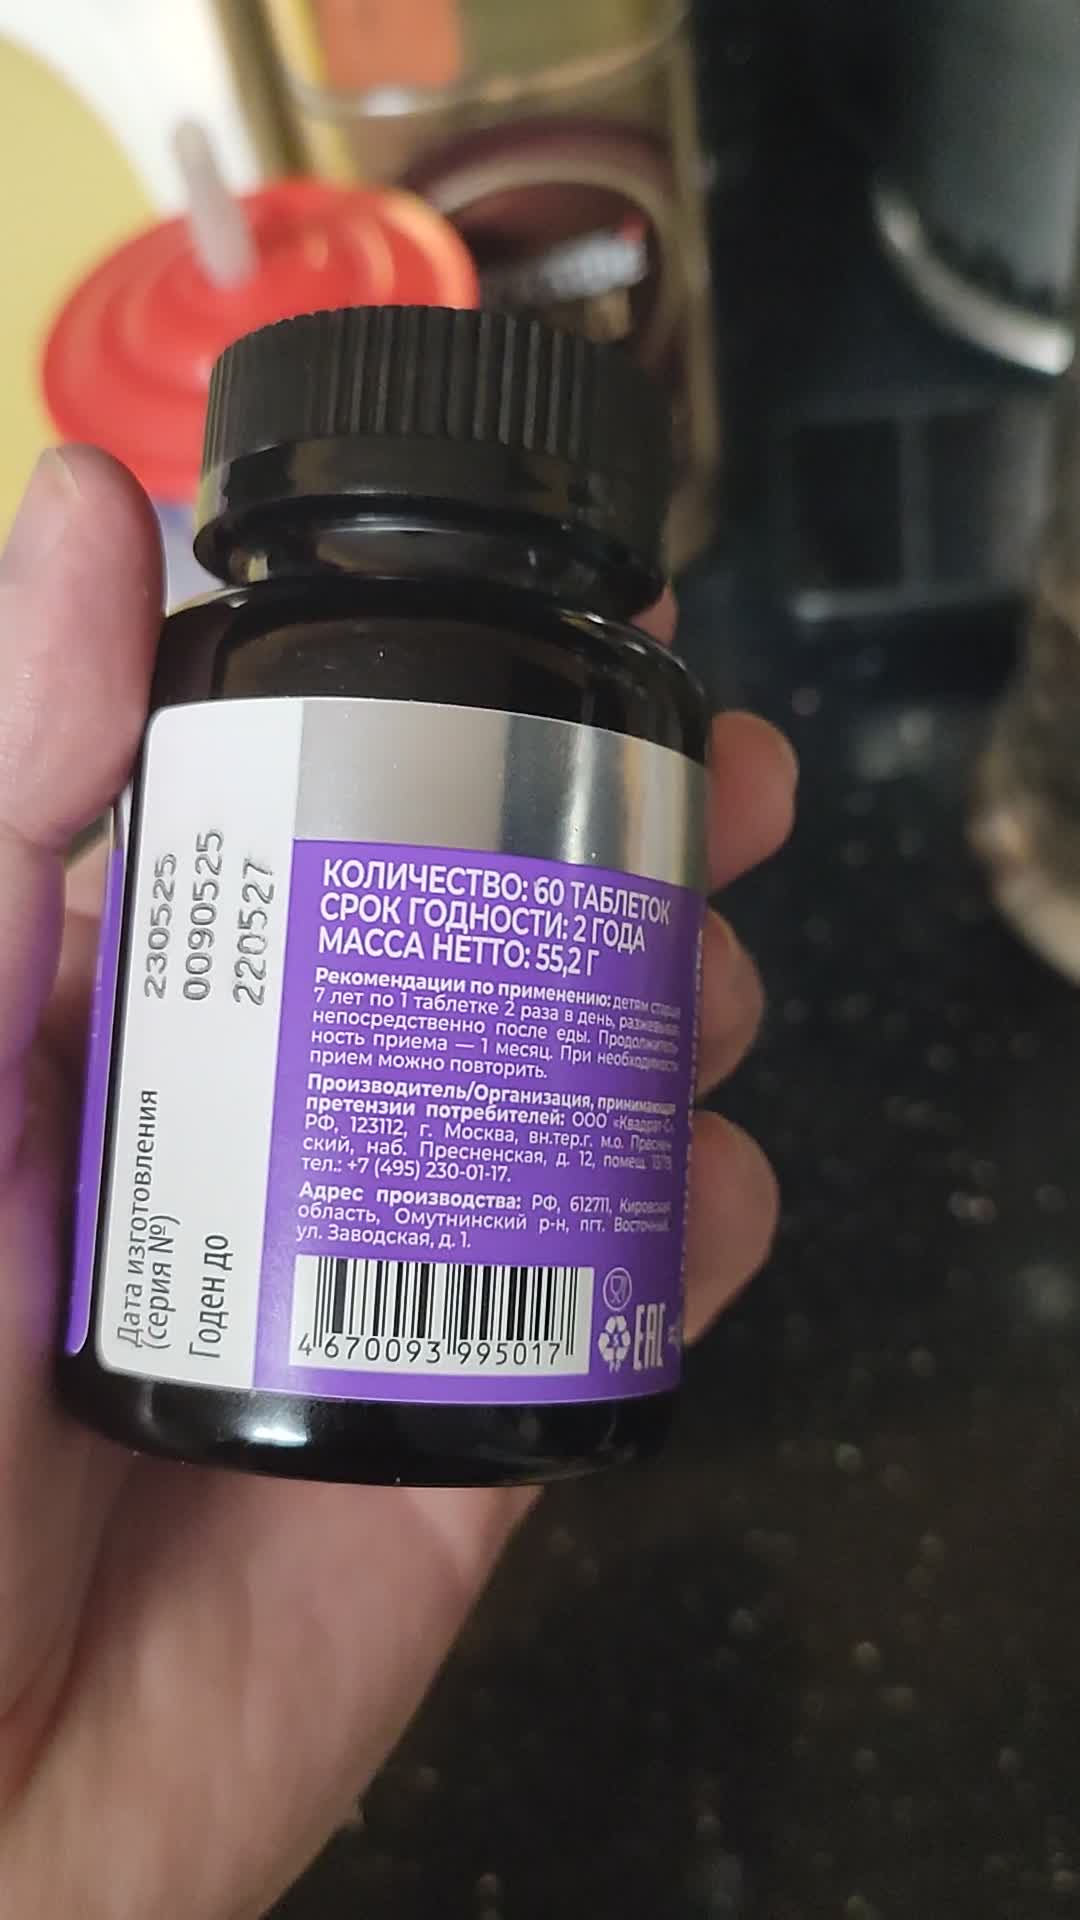 230525
0090525
220527
Дата изготовления
(серия №)
Годен до
КОЛИЧЕСТВО: 60 ТАБЛЕТОК
СРОК ГОДНОСТИ: 2 ГОДА
МАССА НЕТТО: 55,2 Г
Рекомендации по применению: детям старше
7 лет по 1 таблетке 2 раза в день, разжевывая
непосредственно после еды. Продолжитель-
ность приема — 1 месяц. При необходимости
прием можно повторить.
Производитель/Организация, принимающая
претензии потребителей: ООО «Квадрат-С»,
РФ, 123112, г. Москва, вн.тер.г. м.о. Преснен-
ский, наб. Пресненская, д. 12, помещ.
тел.: +7 (495) 230-01-17.
Адрес производства: РФ, 612711, Кировская
область, Омутнинский р-н, пгт. Восточный,
ул. Заводская, д. 1.
4 670093 995017
EAC